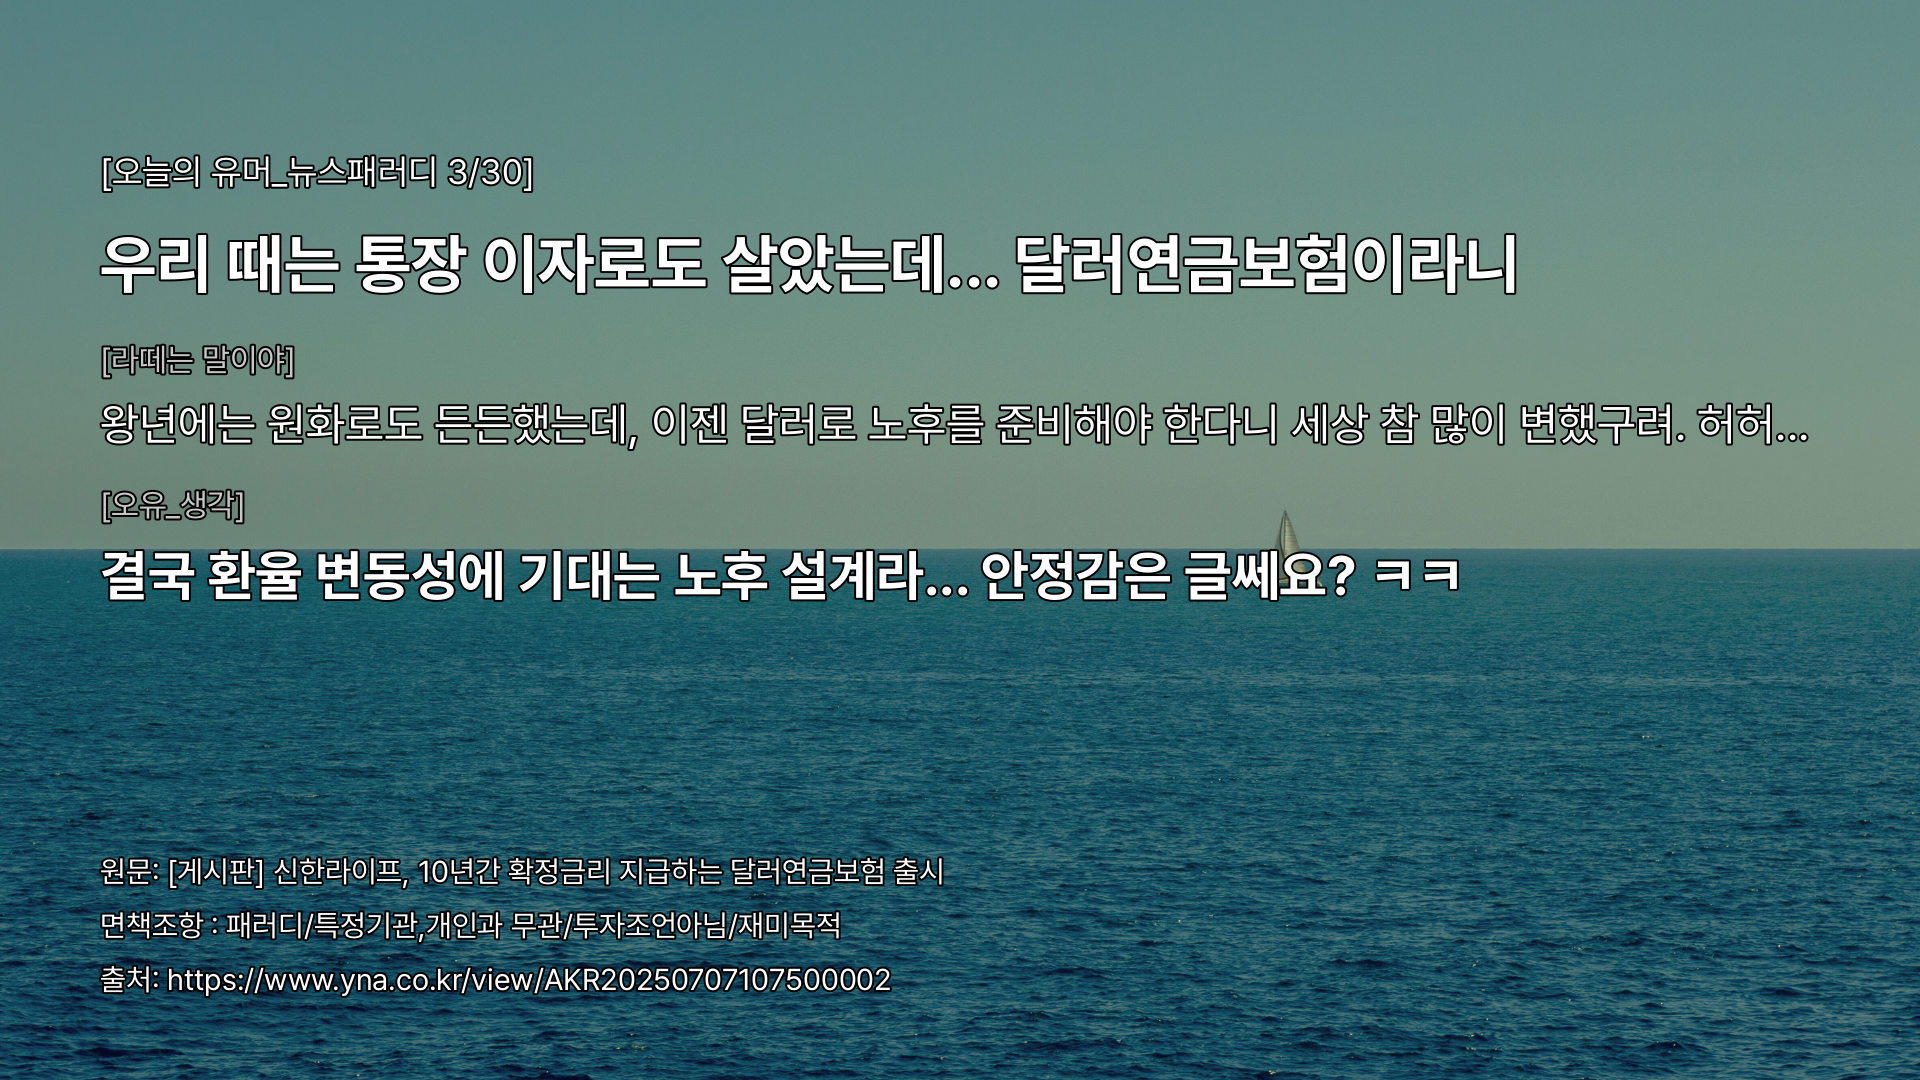 [오늘의 유머_뉴스패러디 3/30]
우리 때는 통장 이자로도 살았는데... 달러연금보험이라니
[라떼는 말이야]
왕년에는 원화로도 든든했는데, 이젠 달러로 노후를 준비해야 한다니 세상 참 많이 변했구려. 허허...
[오유_생각]
결국 환율 변동성에 기대는 노후 설계라... 안정감은 글쎄요? ㅋㅋ
원문: [게시판] 신한라이프, 10년간 확정금리 지급하는 달러연금보험 출시
면책조항 : 패러디/특정기관,개인과 무관/투자조언아님/재미목적
출처: https://www.yna.co.kr/view/AKR20250707107500002